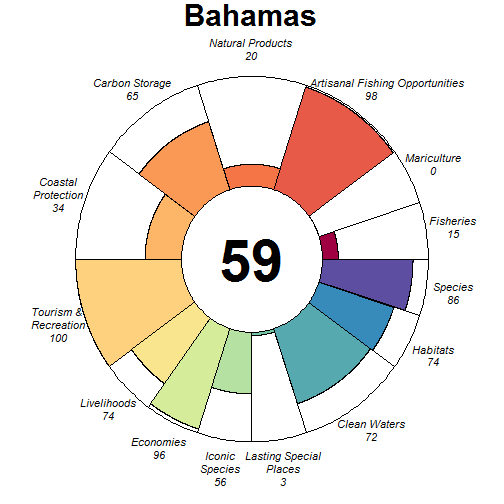 Bahamas
Natural Products
20
Carbon Storage
65
Artisanal Fishing Opportunities
98
Mariculture
0
Coastal
Protection
34
Fisheries
15
59
Species
86
Tourism &
Recreation
100
Habitats
74
Livelihoods
74
Clean Waters
72
Economies
96
Iconic
Species
56
Lasting Special
Places
3